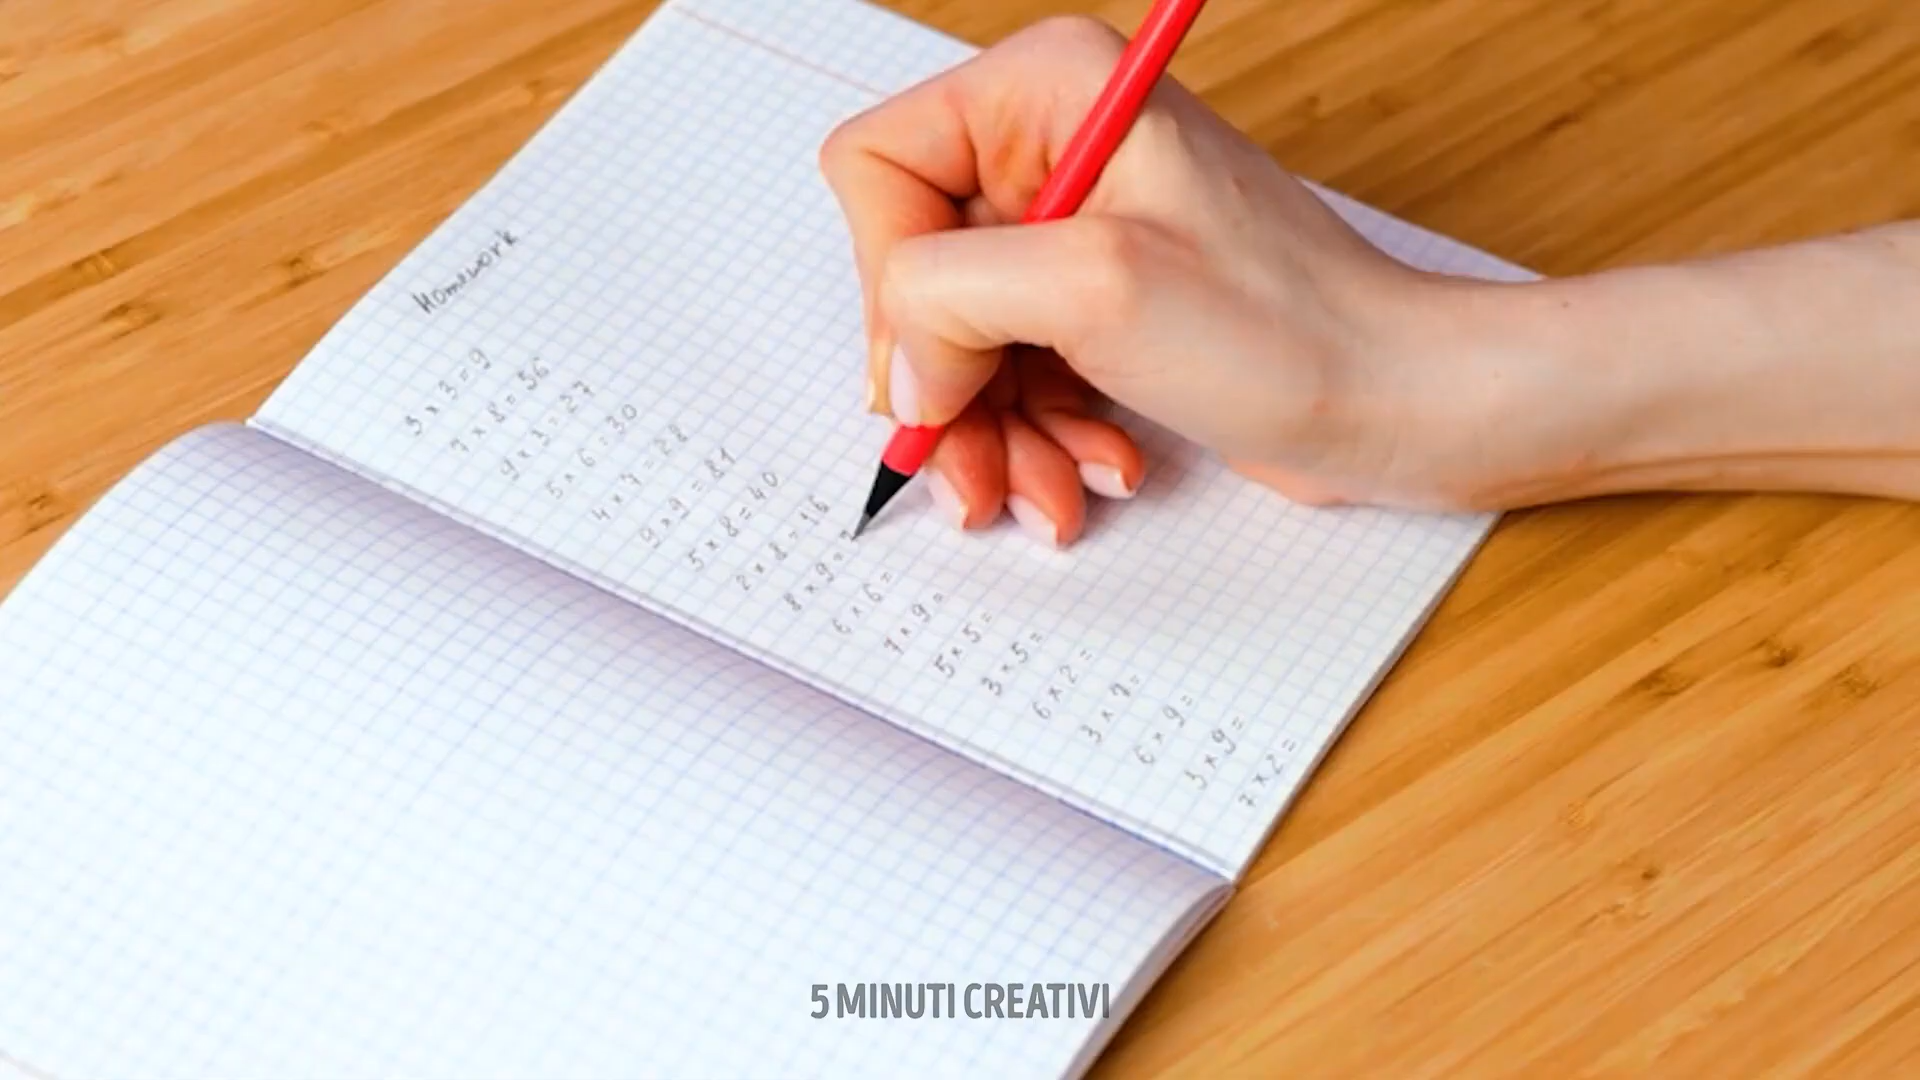 Homework
3 x 3 = 9
7 x 8 = 56
9 x 3 = 27
5 x 6 = 30
4 x 7 = 28
9 x 9 = 81
5 x 8 = 40
2 x 8 = 16
8 x 9 = 7
6 x 6 =
7 x 9 =
5 x 5 =
3 x 5 =
6 x 2 =
3 x 7 =
6 x 9 =
3 x 9 =
7 x 2 =
5 MINUTI CREATIVI